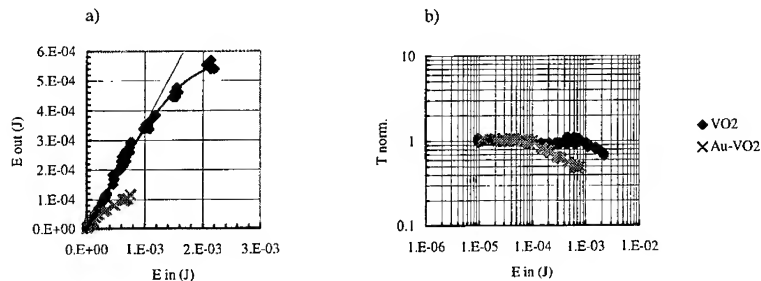 a)
6.E-04
5.E-04
4.E-04
3.E-04
2.E-04
1.E-04
0.E+00
E out (J)
0.E+00 1.E-03 2.E-03 3.E-03
E in (J)
b)
10
1
0.1
T norm.
1.E-06 1.E-05 1.E-04 1.E-03 1.E-02
E in (J)
VO2
Au-VO2